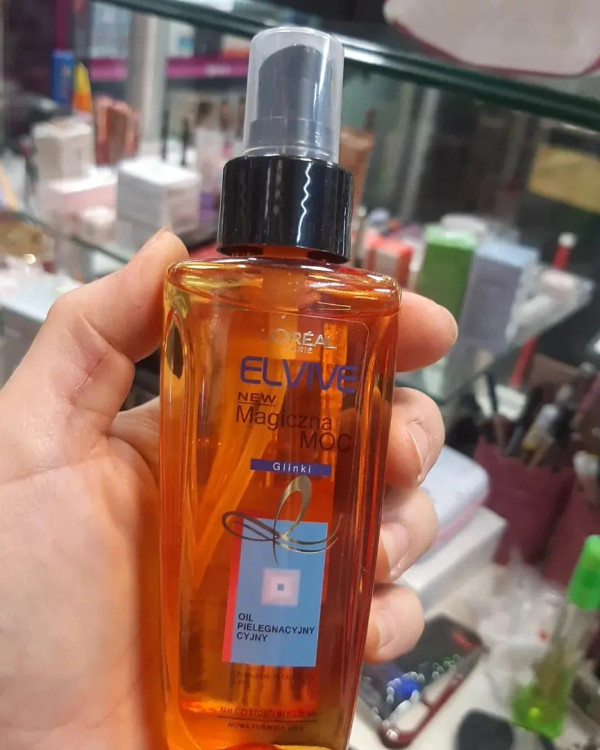 L'ORÉAL
PARIS
ELVIVE
NEW
Magiczna
MOC
Glinki
OIL
PIELEGNACYJNY
CYJNY